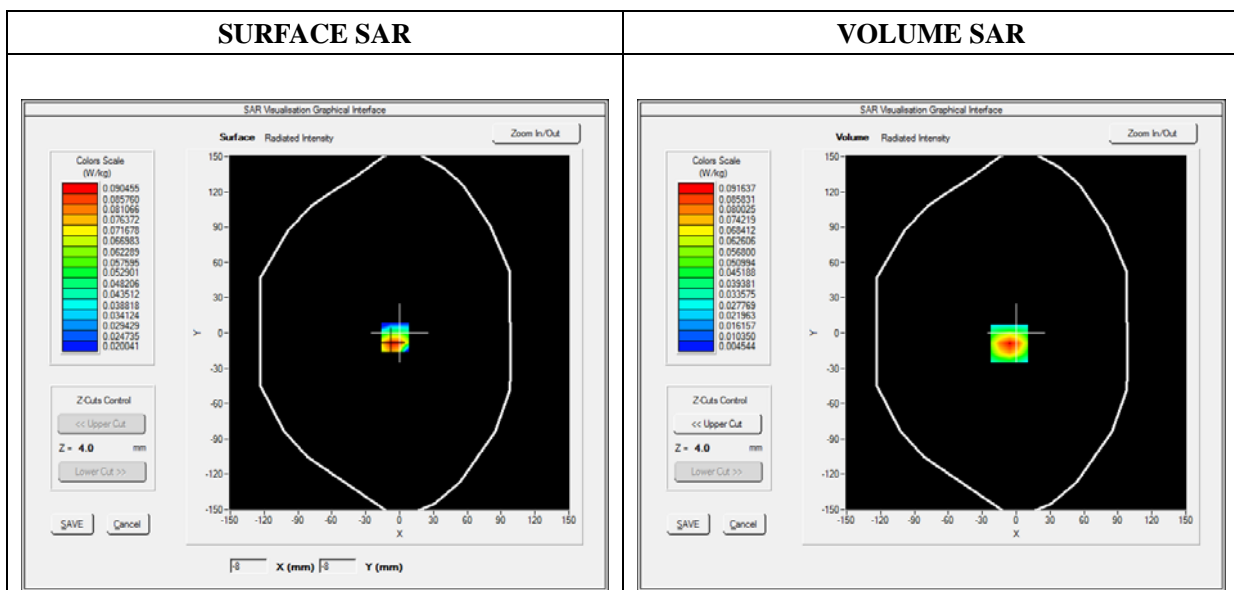 SURFACE SAR
VOLUME SAR
SAR Visualisation Graphical Interface
Surface Radiated Intensity
Zoom In/Out
Colors Scale
(W/kg)
0.090455
0.085760
0.081066
0.076372
0.071678
0.066983
0.062289
0.057595
0.052901
0.048206
0.043512
0.038818
0.034124
0.029429
0.024735
0.020041
150
120
90
60
30
0
-30
-60
-90
-120
-150
Y
-150 -120 -90 -60 -30 0 30 60 90 120 150
X
Z-Cuts Control
<< Upper Cut
Z = 4.0 mm
Lower Cut >>
SAVE Cancel
-8 X (mm) -8 Y (mm)
SAR Visualisation Graphical Interface
Volume Radiated Intensity
Zoom In/Out
Colors Scale
(W/kg)
0.091637
0.085831
0.080025
0.074219
0.068412
0.062606
0.056800
0.050994
0.045188
0.039381
0.033575
0.027769
0.021963
0.016157
0.010350
0.004544
150
120
90
60
30
0
-30
-60
-90
-120
-150
Y
-150 -120 -90 -60 -30 0 30 60 90 120 150
X
Z-Cuts Control
<< Upper Cut
Z = 4.0 mm
Lower Cut >>
SAVE Cancel